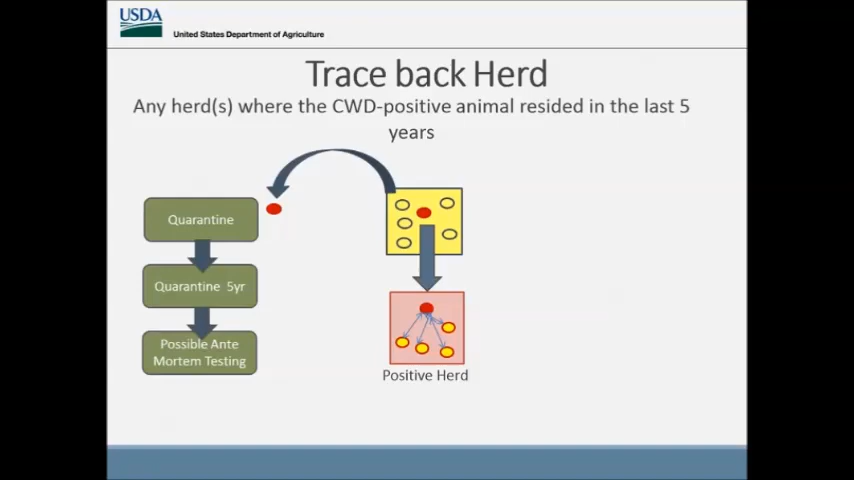 USDA
United States Department of Agriculture
Trace back Herd
Any herd(s) where the CWD-positive animal resided in the last 5
years
Quarantine
Quarantine 5yr
Possible Ante
Mortem Testing
Positive Herd